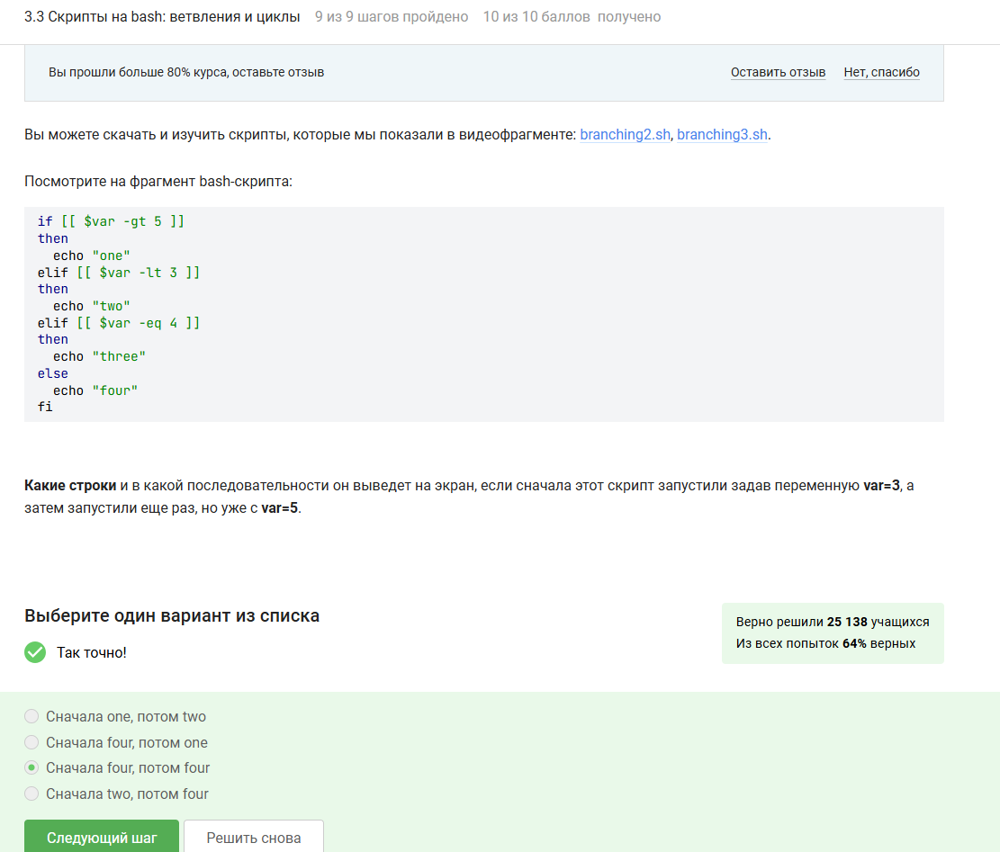 3.3 Скрипты на bash: ветвления и циклы 9 из 9 шагов пройдено 10 из 10 баллов получено
Вы прошли больше 80% курса, оставьте отзыв Оставить отзыв Нет, спасибо
Вы можете скачать и изучить скрипты, которые мы показали в видеофрагменте: branching2.sh, branching3.sh.
Посмотрите на фрагмент bash-скрипта:
if [[ $var -gt 5 ]]
then
  echo "one"
elif [[ $var -lt 3 ]]
then
  echo "two"
elif [[ $var -eq 4 ]]
then
  echo "three"
else
  echo "four"
fi
Какие строки и в какой последовательности он выведет на экран, если сначала этот скрипт запустили задав переменную var=3, а
затем запустили еще раз, но уже с var=5.
Выберите один вариант из списка
Так точно!
Верно решили 25 138 учащихся
Из всех попыток 64% верных
Сначала one, потом two
Сначала four, потом one
Сначала four, потом four
Сначала two, потом four
Следующий шаг Решить снова